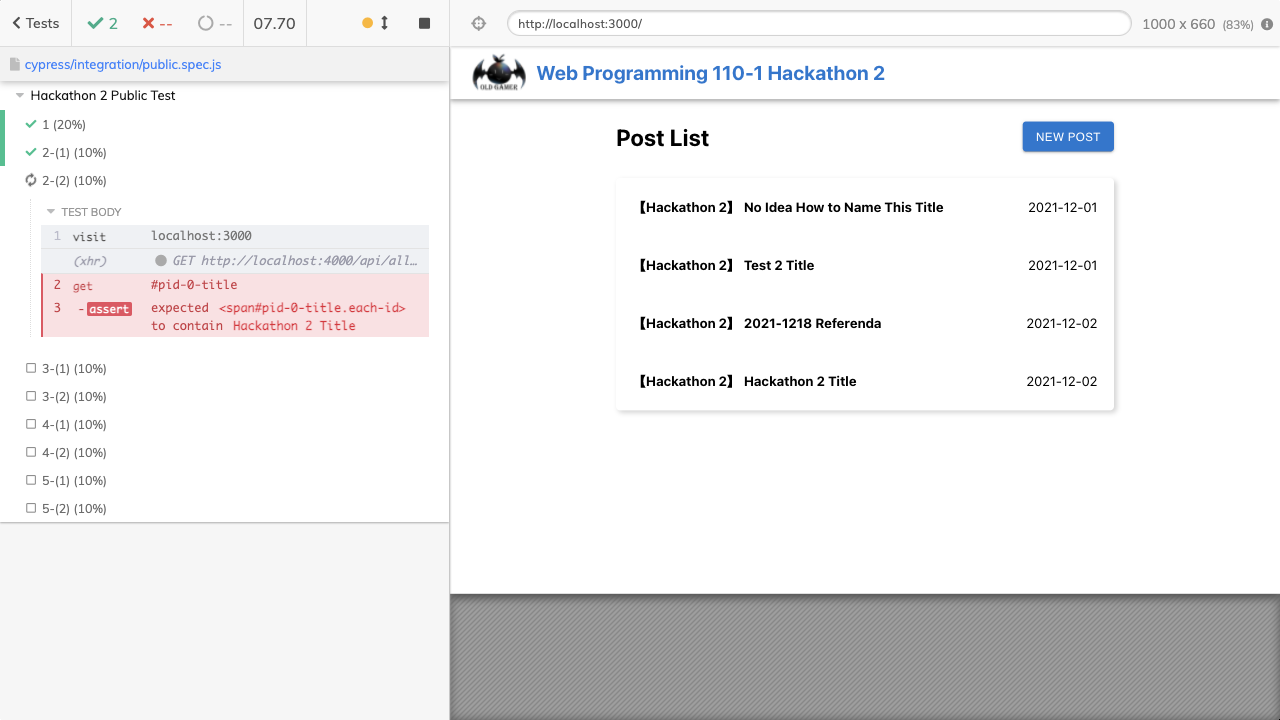 Tests
2
--
--
07.70
http://localhost:3000/
1000 x 660 (83%)
cypress/integration/public.spec.js
Hackathon 2 Public Test
1 (20%)
2-(1) (10%)
2-(2) (10%)
TEST BODY
1 visit localhost:3000
(xhr) GET http://localhost:4000/api/all…
2 get #pid-0-title
3 -assert expected <span#pid-0-title.each-id>
to contain Hackathon 2 Title
3-(1) (10%)
3-(2) (10%)
4-(1) (10%)
4-(2) (10%)
5-(1) (10%)
5-(2) (10%)
OLD GAMER
Web Programming 110-1 Hackathon 2
Post List
NEW POST
【Hackathon 2】 No Idea How to Name This Title 2021-12-01
【Hackathon 2】 Test 2 Title 2021-12-01
【Hackathon 2】 2021-1218 Referenda 2021-12-02
【Hackathon 2】 Hackathon 2 Title 2021-12-02